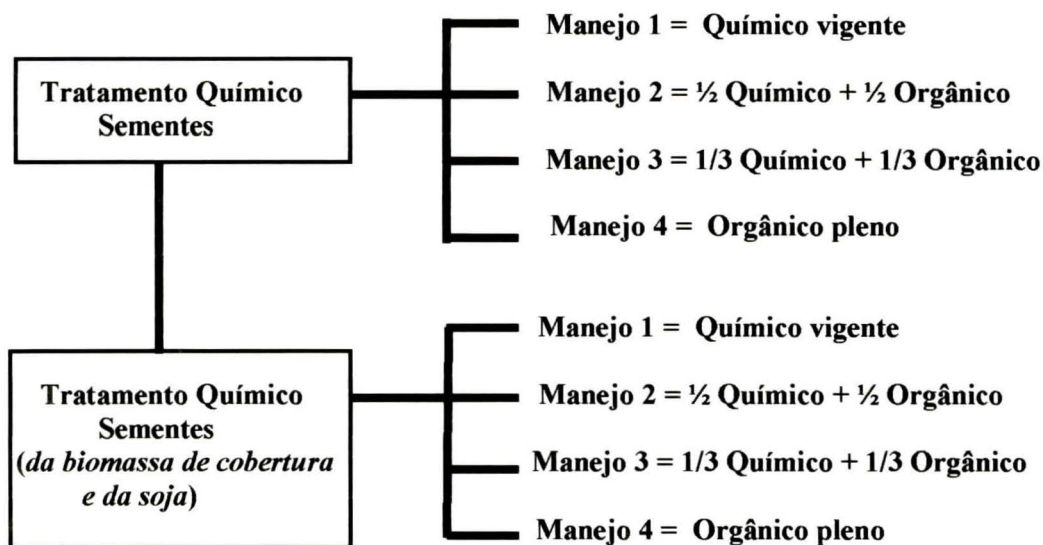 Tratamento Químico
Sementes
Manejo 1 = Químico vigente
Manejo 2 = ½ Químico + ½ Orgânico
Manejo 3 = 1/3 Químico + 1/3 Orgânico
Manejo 4 = Orgânico pleno
Tratamento Químico
Sementes
(da biomassa de cobertura
e da soja)
Manejo 1 = Químico vigente
Manejo 2 = ½ Químico + ½ Orgânico
Manejo 3 = 1/3 Químico + 1/3 Orgânico
Manejo 4 = Orgânico pleno